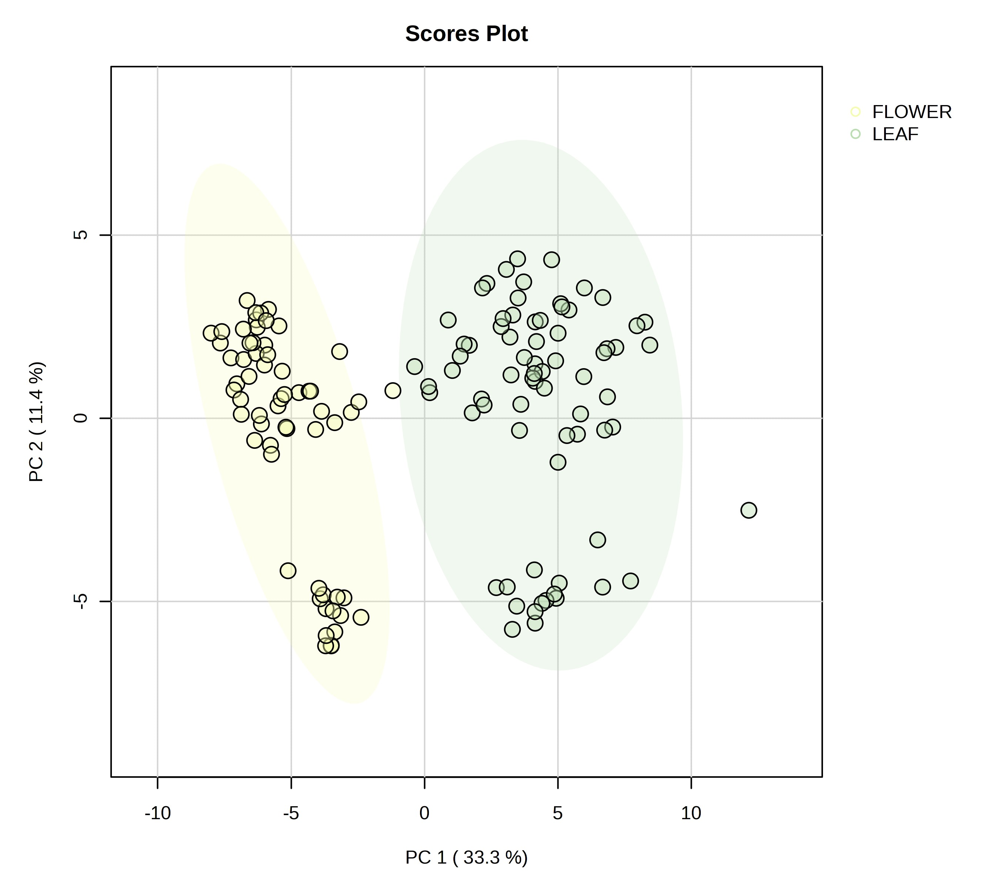 Scores Plot
FLOWER
LEAF
5
0
-5
PC 2 ( 11.4 %)
-10 -5 0 5 10
PC 1 ( 33.3 %)